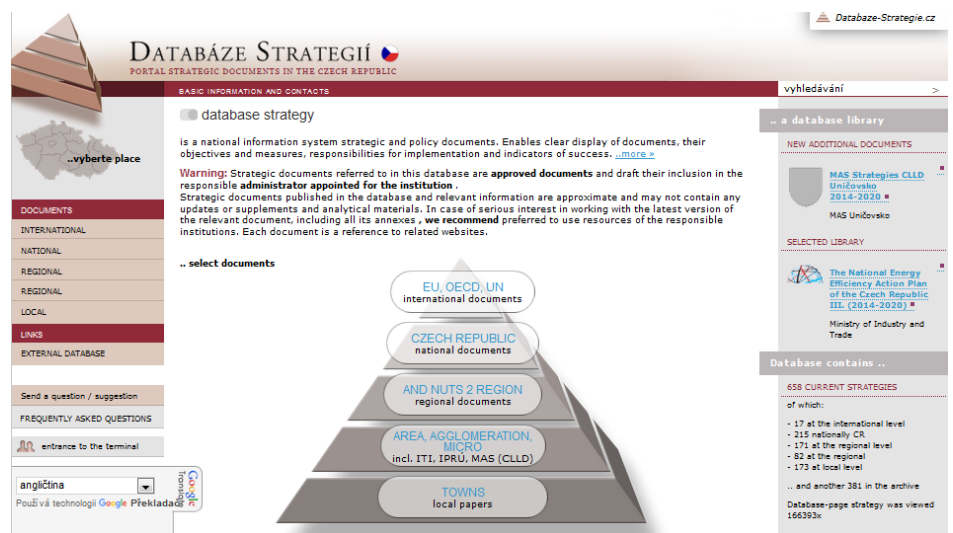 Databaze-Strategie.cz
DATABÁZE STRATEGIÍ
PORTAL STRATEGIC DOCUMENTS IN THE CZECH REPUBLIC
BASIC INFORMATION AND CONTACTS
vyhledávání >
..vyberte place
DOCUMENTS
INTERNATIONAL
NATIONAL
REGIONAL
REGIONAL
LOCAL
LINKS
EXTERNAL DATABASE
Send a question / suggestion
FREQUENTLY ASKED QUESTIONS
entrance to the terminal
angličtina
Používá technologii Google Překladač
Google
Translate
database strategy
is a national information system strategic and policy documents. Enables clear display of documents, their
objectives and measures, responsibilities for implementation and indicators of success. ..more »
Warning: Strategic documents referred to in this database are approved documents and draft their inclusion in the
responsible administrator appointed for the institution .
Strategic documents published in the database and relevant information are approximate and may not contain any
updates or supplements and analytical materials. In case of serious interest in working with the latest version of
the relevant document, including all its annexes , we recommend preferred to use resources of the responsible
institutions. Each document is a reference to related websites.
.. select documents
EU, OECD, UN
international documents
CZECH REPUBLIC
national documents
AND NUTS 2 REGION
regional documents
AREA, AGGLOMERATION,
MICRO
incl. ITI, IPRÚ, MAS (CLLD)
TOWNS
local papers
.. a database library
NEW ADDITIONAL DOCUMENTS
MAS Strategies CLLD
Uničovsko
2014-2020
MAS Uničovsko
SELECTED LIBRARY
The National Energy
Efficiency Action Plan
of the Czech Republic
III. (2014-2020)
Ministry of Industry and
Trade
Database contains ..
658 CURRENT STRATEGIES
of which:
- 17 at the international level
- 215 nationally CR
- 171 at the regional level
- 82 at the regional
- 173 at local level
.. and another 381 in the archive
Database-page strategy was viewed
166393x